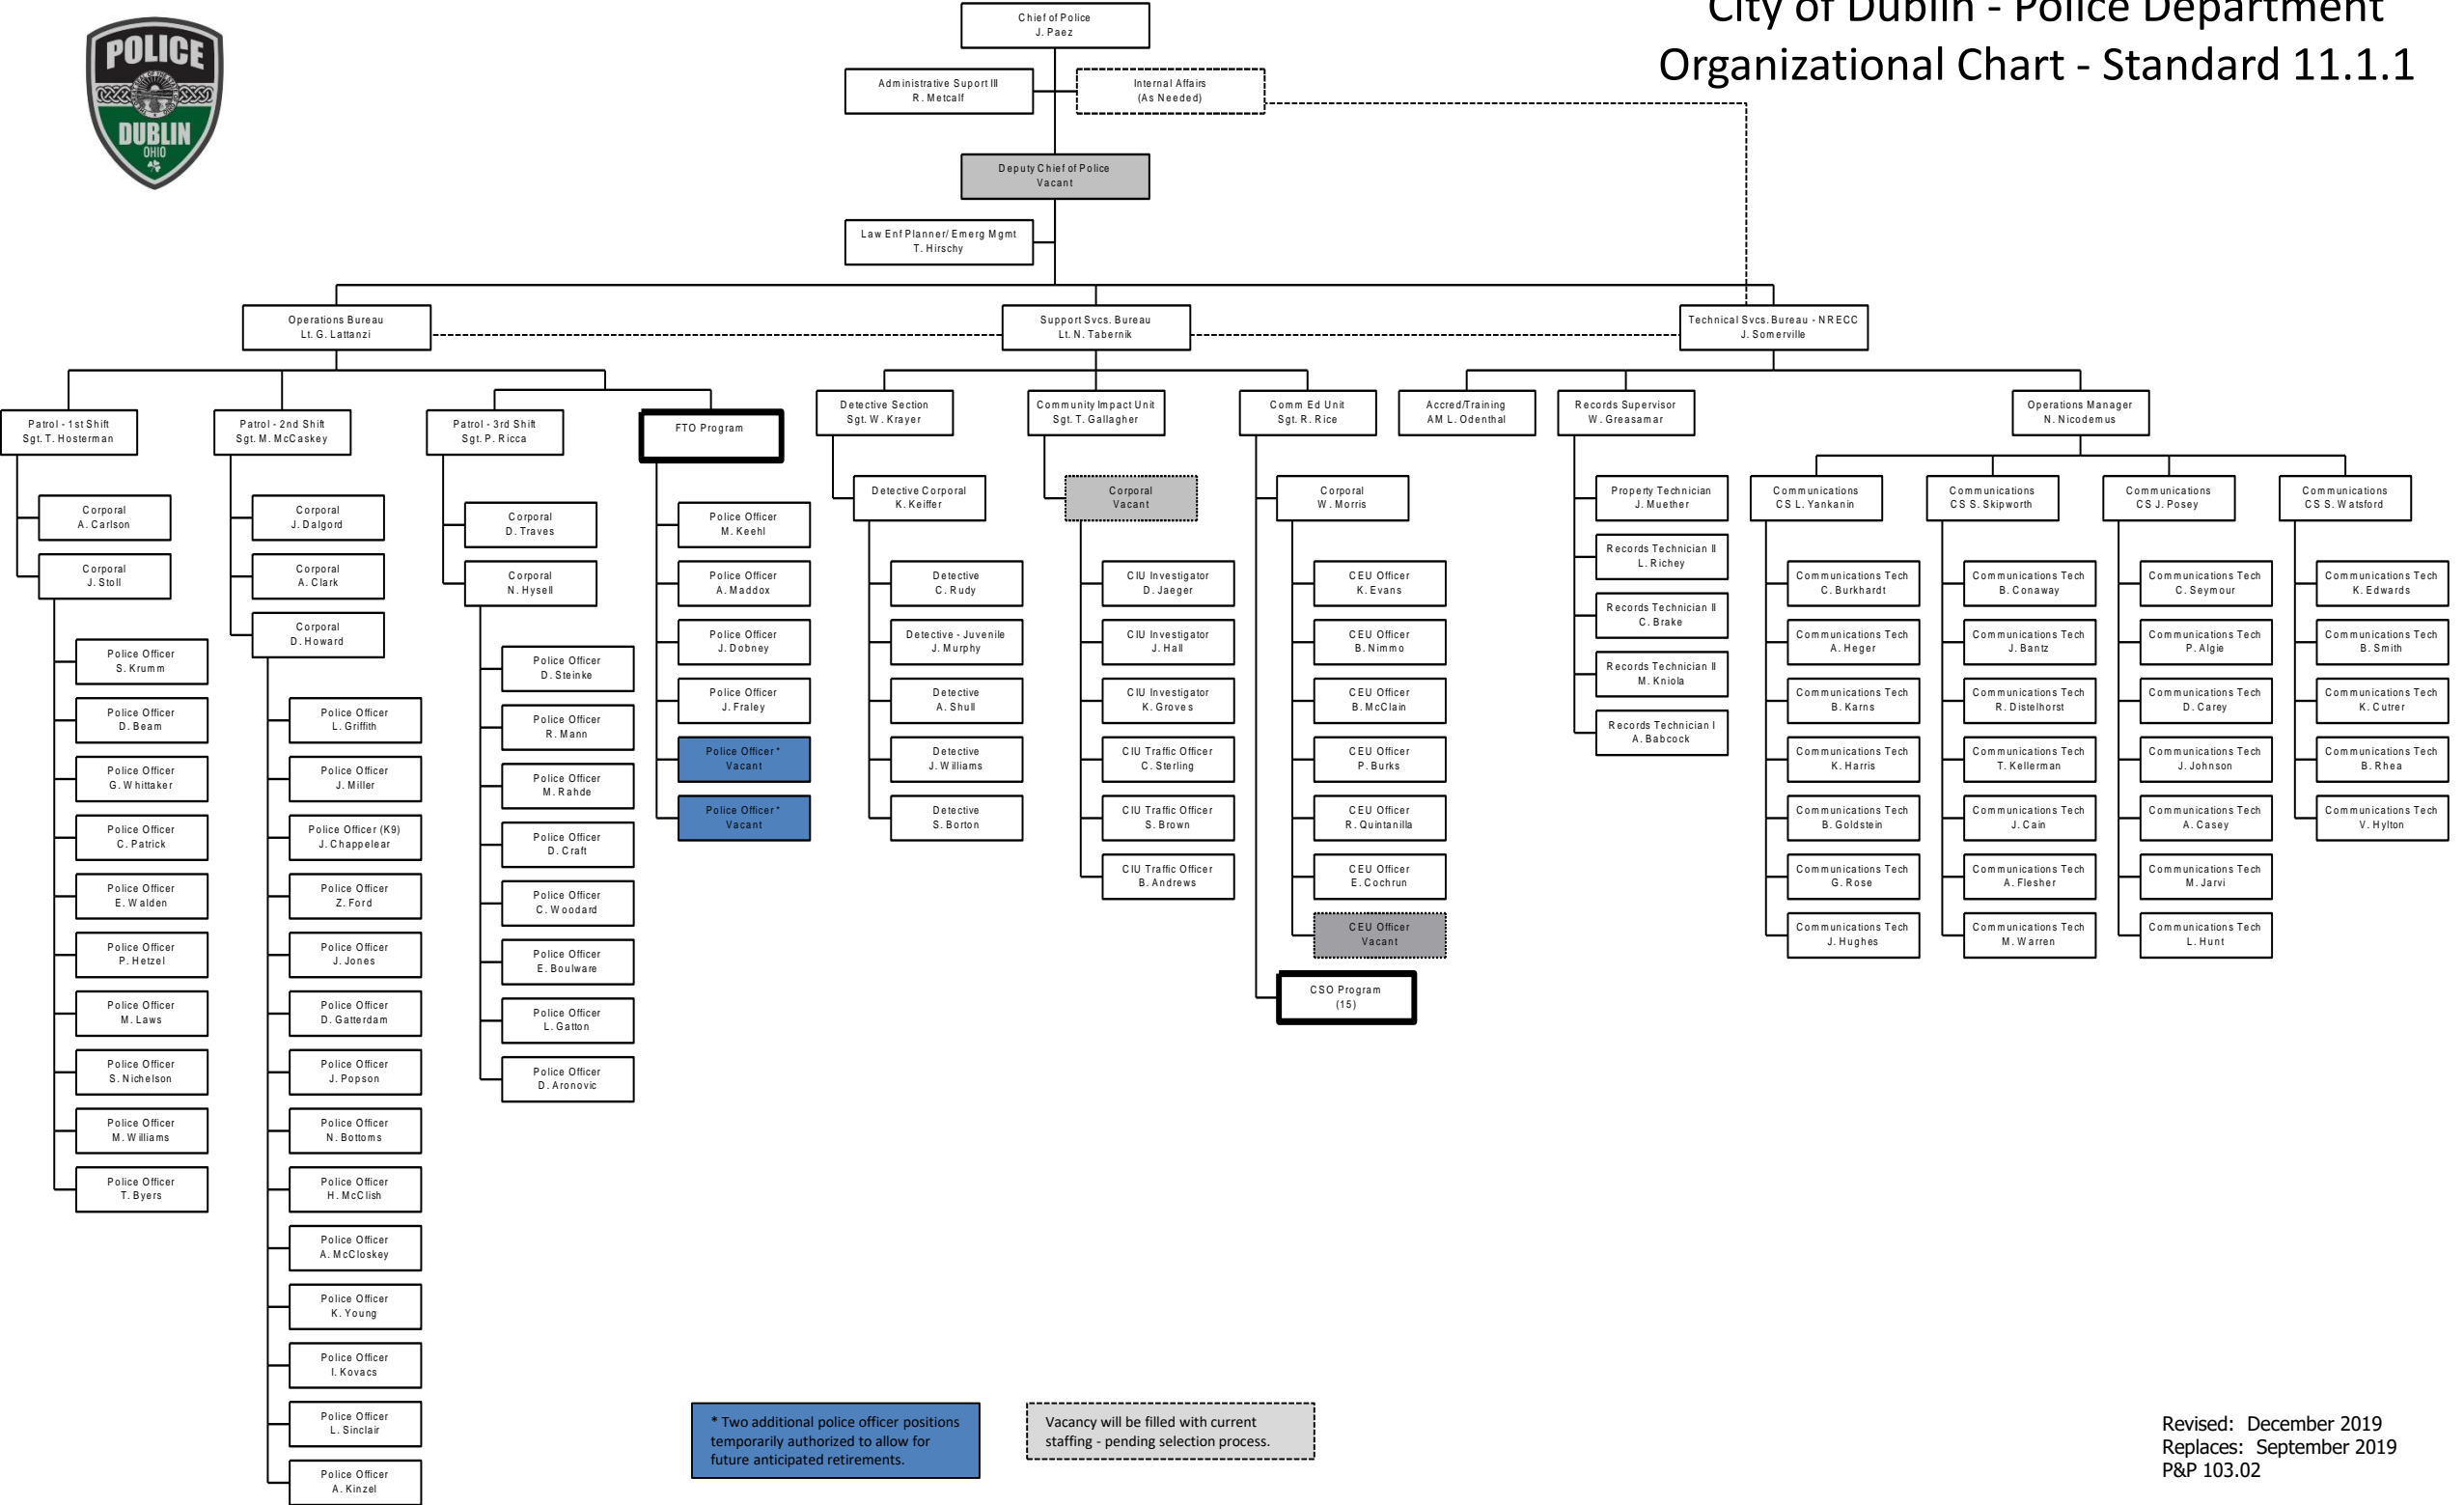 City of Dublin - Police Department
Organizational Chart - Standard 11.1.1
POLICE
DUBLIN
OHIO
Chief of Police
J. Paez
Administrative Suport III
R. Metcalf
Internal Affairs
(As Needed)
Deputy Chief of Police
Vacant
Law Enf Planner/ Emerg Mgmt
T. Hirschy
Operations Bureau
Lt. G. Lattanzi
Support Svcs. Bureau
Lt. N. Tabernik
Technical Svcs. Bureau - NRECC
J. Somerville
Patrol - 1st Shift
Sgt. T. Hosterman
Corporal
A. Carlson
Corporal
J. Stoll
Police Officer
S. Krumm
Police Officer
D. Beam
Police Officer
G. Whittaker
Police Officer
C. Patrick
Police Officer
E. Walden
Police Officer
P. Hetzel
Police Officer
M. Laws
Police Officer
S. Nichelson
Police Officer
M. Williams
Police Officer
T. Byers
Patrol - 2nd Shift
Sgt. M. McCaskey
Corporal
J. Dalgord
Corporal
A. Clark
Corporal
D. Howard
Police Officer
L. Griffith
Police Officer
J. Miller
Police Officer (K9)
J. Chappelear
Police Officer
Z. Ford
Police Officer
J. Jones
Police Officer
D. Gatterdam
Police Officer
J. Popson
Police Officer
N. Bottoms
Police Officer
H. McClish
Police Officer
A. McCloskey
Police Officer
K. Young
Police Officer
I. Kovacs
Police Officer
L. Sinclair
Police Officer
A. Kinzel
Patrol - 3rd Shift
Sgt. P. Ricca
Corporal
D. Traves
Corporal
N. Hysell
Police Officer
D. Steinke
Police Officer
R. Mann
Police Officer
M. Rahde
Police Officer
D. Craft
Police Officer
C. Woodard
Police Officer
E. Boulware
Police Officer
L. Gatton
Police Officer
D. Aronovic
FTO Program
Police Officer
M. Keehl
Police Officer
A. Maddox
Police Officer
J. Dobney
Police Officer
J. Fraley
Police Officer *
Vacant
Police Officer *
Vacant
Detective Section
Sgt. W. Krayer
Detective Corporal
K. Keiffer
Detective
C. Rudy
Detective - Juvenile
J. Murphy
Detective
A. Shull
Detective
J. Williams
Detective
S. Borton
Community Impact Unit
Sgt. T. Gallagher
Corporal
Vacant
CIU Investigator
D. Jaeger
CIU Investigator
J. Hall
CIU Investigator
K. Groves
CIU Traffic Officer
C. Sterling
CIU Traffic Officer
S. Brown
CIU Traffic Officer
B. Andrews
Comm Ed Unit
Sgt. R. Rice
Corporal
W. Morris
CEU Officer
K. Evans
CEU Officer
B. Nimmo
CEU Officer
B. McClain
CEU Officer
P. Burks
CEU Officer
R. Quintanilla
CEU Officer
E. Cochrun
CEU Officer
Vacant
CSO Program
(15)
Accred/Training
AM L. Odenthal
Records Supervisor
W. Greasamar
Property Technician
J. Muether
Records Technician II
L. Richey
Records Technician II
C. Brake
Records Technician II
M. Kniola
Records Technician I
A. Babcock
Operations Manager
N. Nicodemus
Communications
CS L. Yankanin
Communications Tech
C. Burkhardt
Communications Tech
A. Heger
Communications Tech
B. Karns
Communications Tech
K. Harris
Communications Tech
B. Goldstein
Communications Tech
G. Rose
Communications Tech
J. Hughes
Communications
CS S. Skipworth
Communications Tech
B. Conaway
Communications Tech
J. Bantz
Communications Tech
R. Distelhorst
Communications Tech
T. Kellerman
Communications Tech
J. Cain
Communications Tech
A. Flesher
Communications Tech
M. Warren
Communications
CS J. Posey
Communications Tech
C. Seymour
Communications Tech
P. Algie
Communications Tech
D. Carey
Communications Tech
J. Johnson
Communications Tech
A. Casey
Communications Tech
M. Jarvi
Communications Tech
L. Hunt
Communications
CS S. Watsford
Communications Tech
K. Edwards
Communications Tech
B. Smith
Communications Tech
K. Cutrer
Communications Tech
B. Rhea
Communications Tech
V. Hylton
* Two additional police officer positions
temporarily authorized to allow for
future anticipated retirements.
Vacancy will be filled with current
staffing - pending selection process.
Revised: December 2019
Replaces: September 2019
P&P 103.02